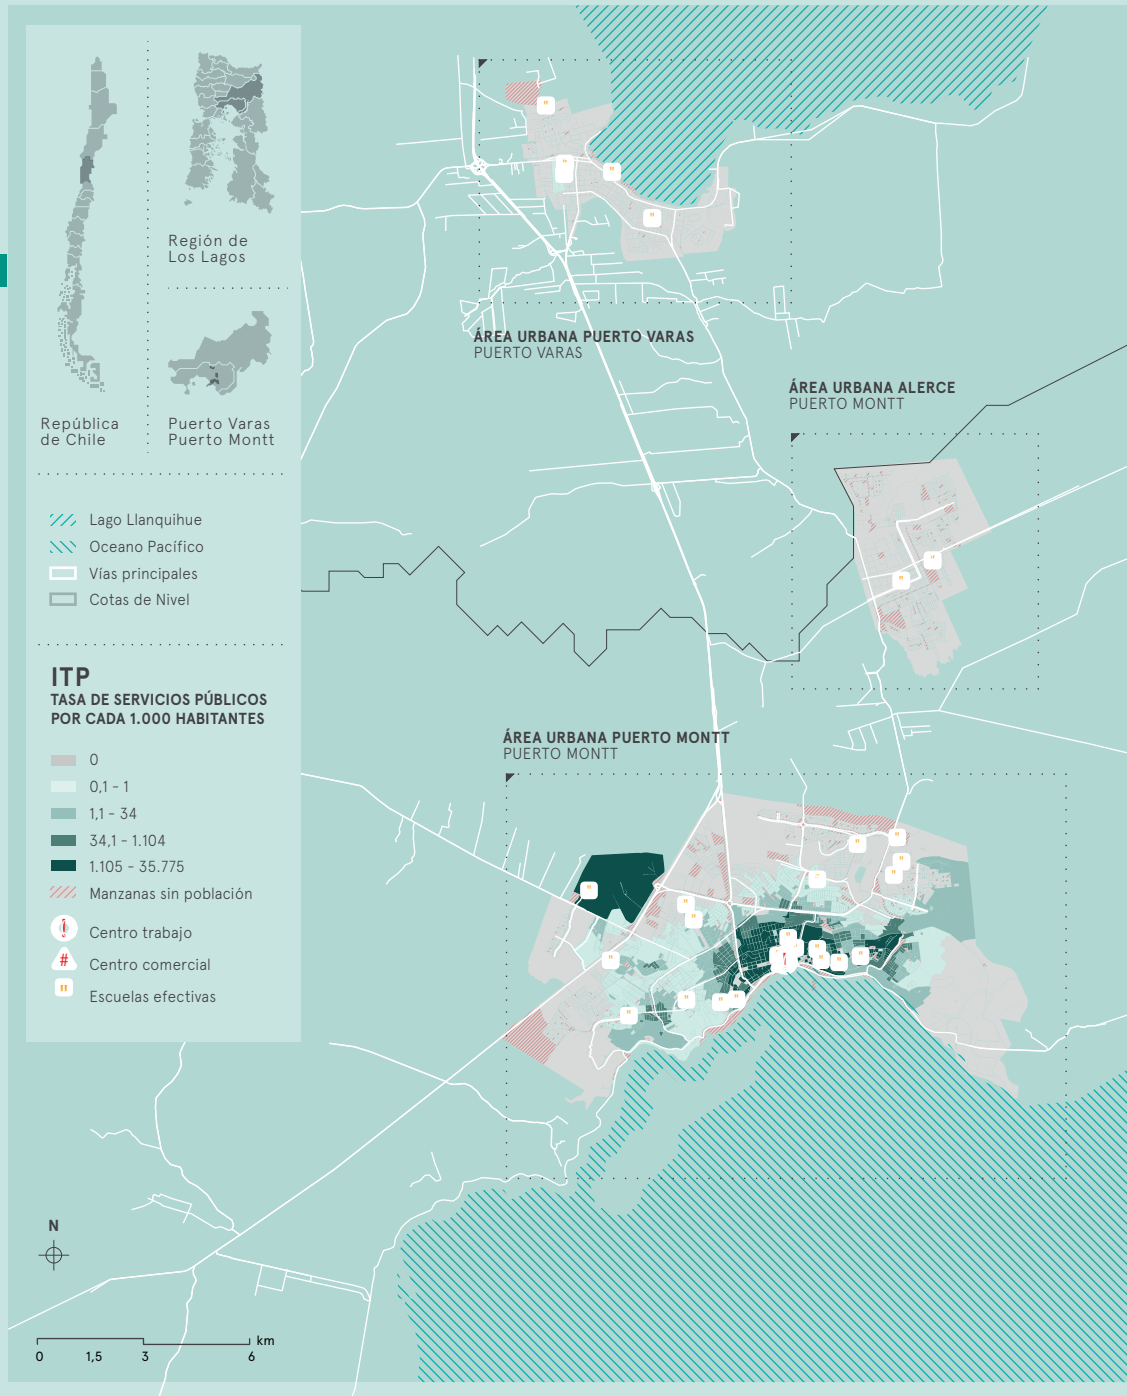 Región de
Los Lagos
República
de Chile
Puerto Varas
Puerto Montt
Lago Llanquihue
Oceano Pacífico
Vías principales
Cotas de Nivel
ITP
TASA DE SERVICIOS PÚBLICOS
POR CADA 1.000 HABITANTES
0
0,1 - 1
1,1 - 34
34,1 - 1.104
1.105 - 35.775
Manzanas sin población
Centro trabajo
# Centro comercial
Escuelas efectivas
N
km
0 1,5 3 6
ÁREA URBANA PUERTO VARAS
PUERTO VARAS
ÁREA URBANA ALERCE
PUERTO MONTT
ÁREA URBANA PUERTO MONTT
PUERTO MONTT